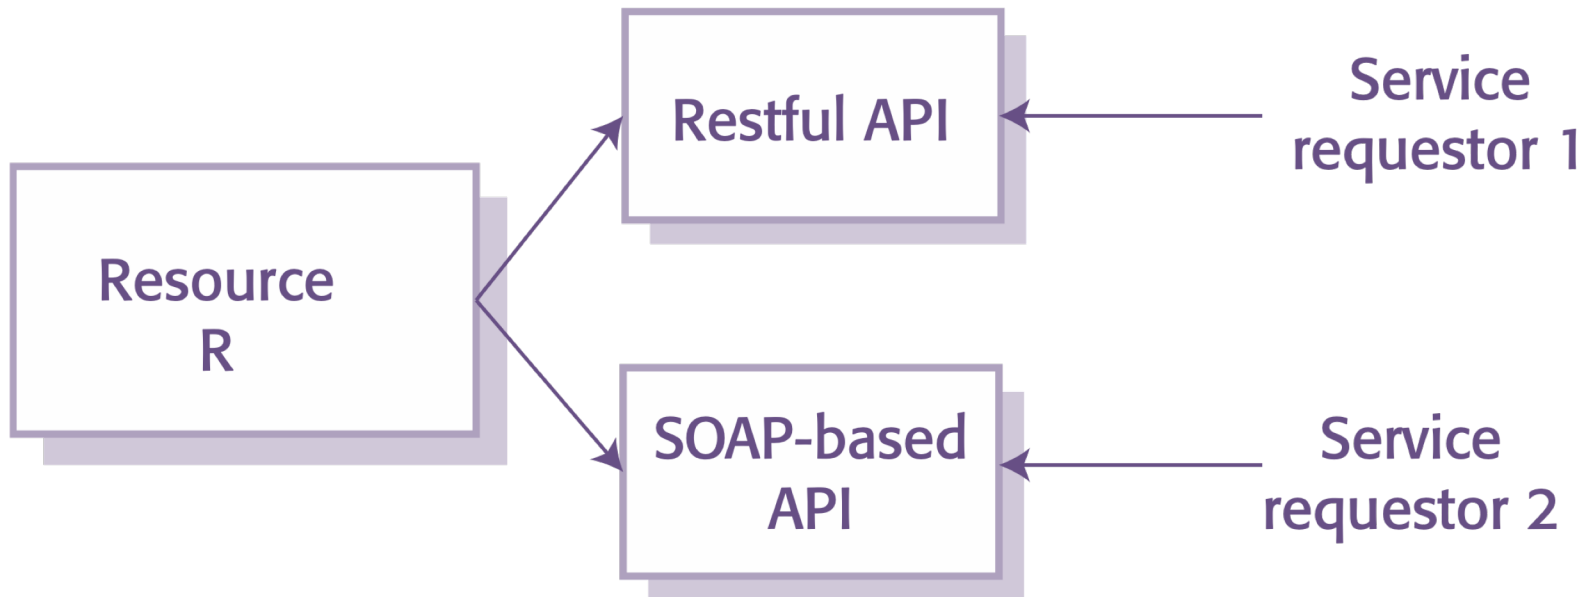 Resource
R
Restful API
Service
requestor 1
SOAP-based
API
Service
requestor 2